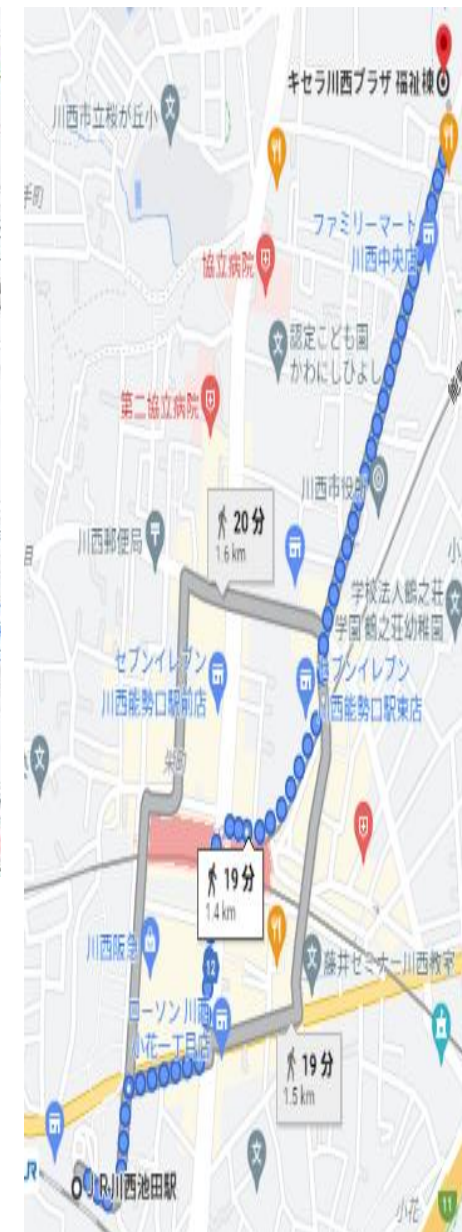 キセラ川西プラザ 福祉棟
川西市立桜が丘小
ファミリーマート
川西中央店
協立病院
認定こども園
かわにしひよし
第二協立病院
川西市役所
20 分
1.6 km
川西郵便局
小
学校法人鶴之荘
学園 鶴之荘幼稚園
セブンイレブン
川西能勢口駅前店
セブンイレブン
川西能勢口駅東店
栄町
19 分
1.4 km
川西阪急
12
藤井ゼミナー川西教室
ローソン 川西
小花一丁目店
19 分
1.5 km
JR川西池田駅
小花
11